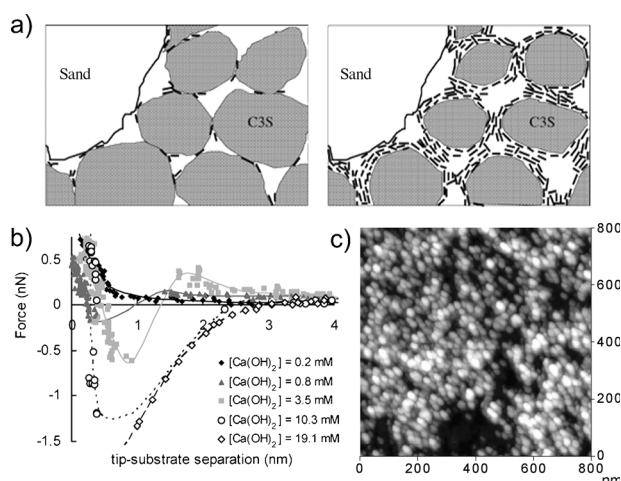 a)
Sand
C3S
Sand
C3S
b)
Force (nN)
0.5
0
-0.5
-1
-1.5
0 1 2 3 4
tip-substrate separation (nm)
[Ca(OH)2] = 0.2 mM
[Ca(OH)2] = 0.8 mM
[Ca(OH)2] = 3.5 mM
[Ca(OH)2] = 10.3 mM
[Ca(OH)2] = 19.1 mM
c)
800
600
400
200
0
0 200 400 600 800
nm